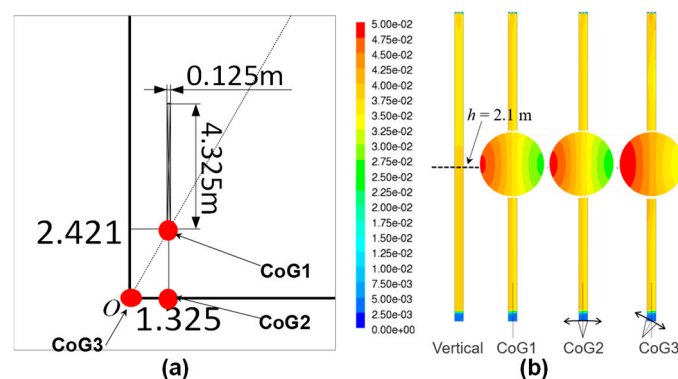 0.125m
4.325m
2.421
CoG1
O
1.325
CoG2
CoG3
(a)
5.00e-02
4.75e-02
4.50e-02
4.25e-02
4.00e-02
3.75e-02
3.50e-02
3.25e-02
3.00e-02
2.75e-02
2.50e-02
2.25e-02
2.00e-02
1.75e-02
1.50e-02
1.25e-02
1.00e-02
7.50e-03
5.00e-03
2.50e-03
0.00e+00
h = 2.1 m
Vertical CoG1 CoG2 CoG3
(b)